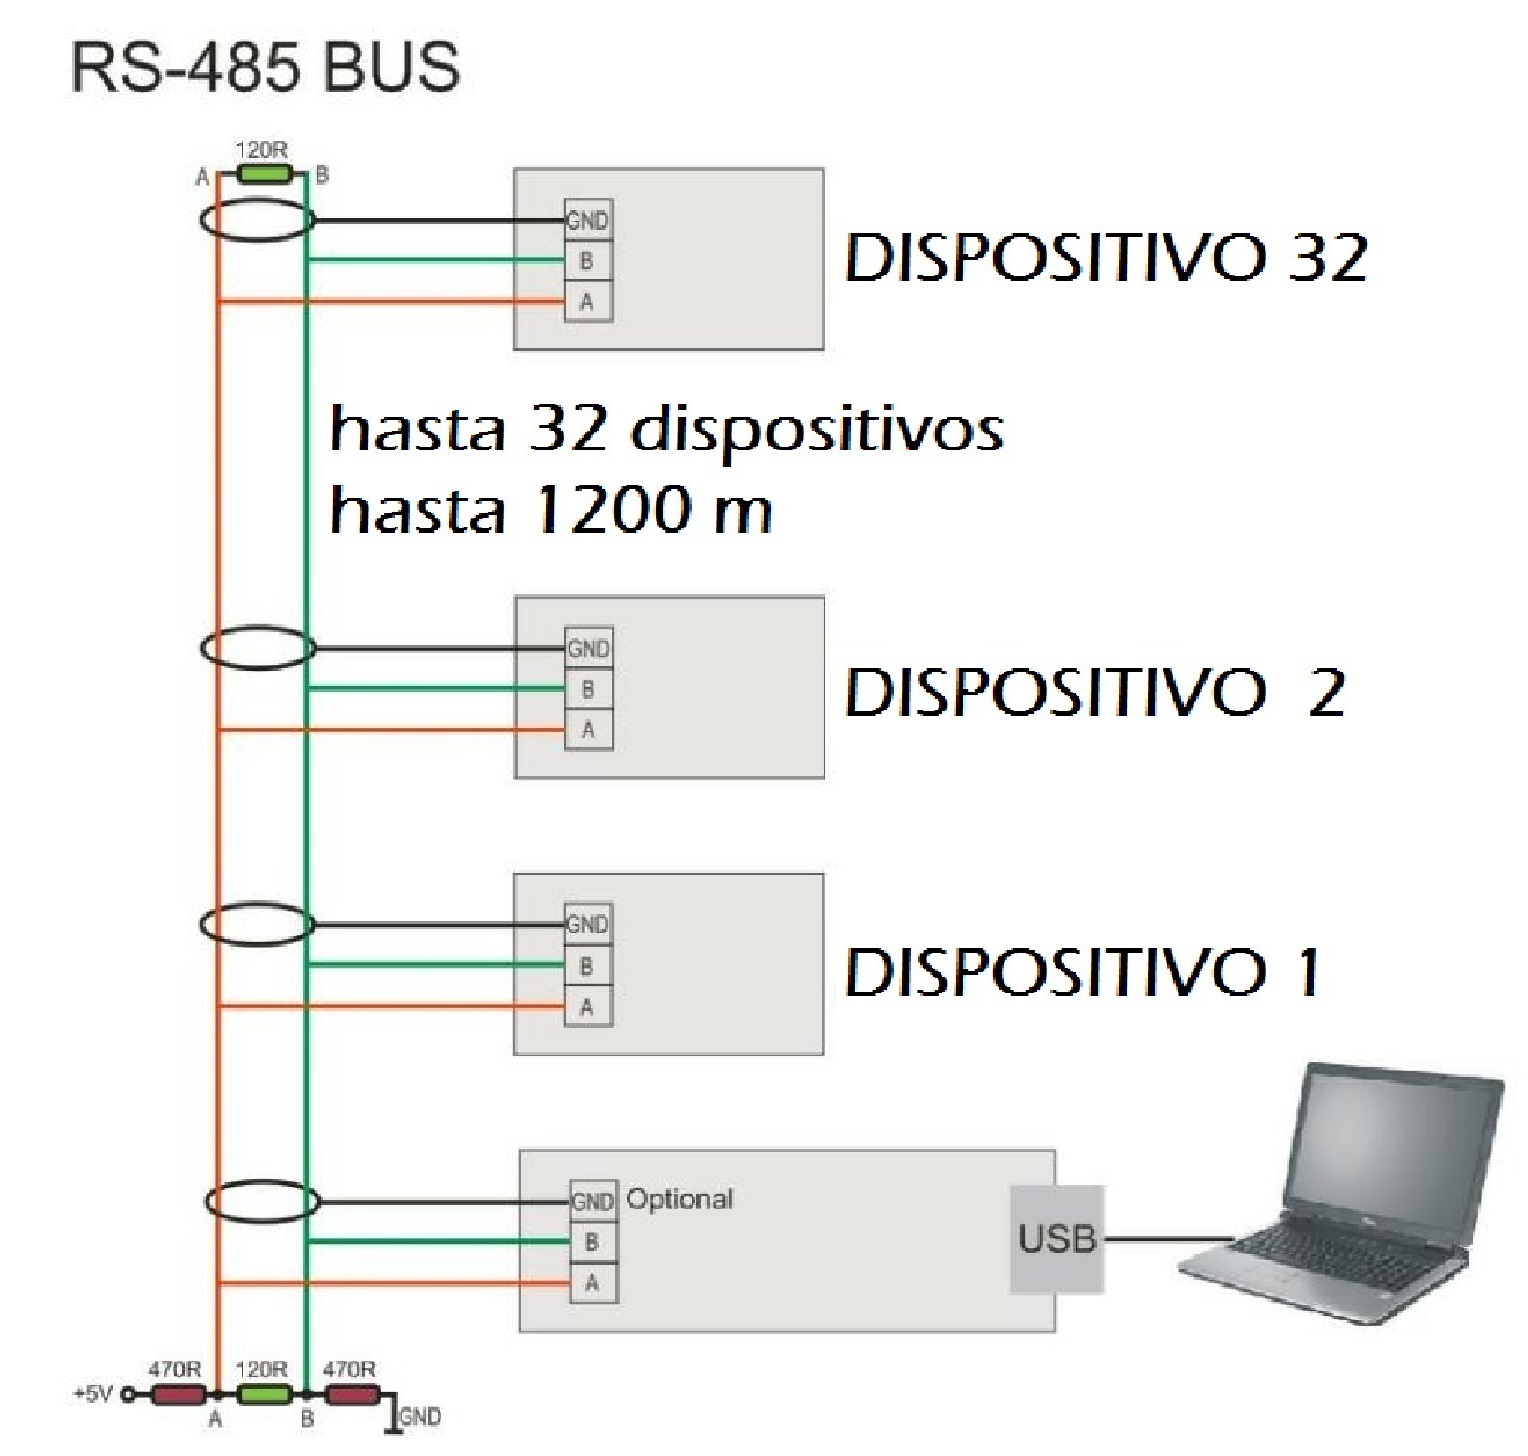 RS-485 BUS
120R
A B
GND
B
A
DISPOSITIVO 32
hasta 32 dispositivos
hasta 1200 m
GND
B
A
DISPOSITIVO 2
GND
B
A
DISPOSITIVO 1
GND Optional
B
A
USB
470R 120R 470R
+5V
A B GND